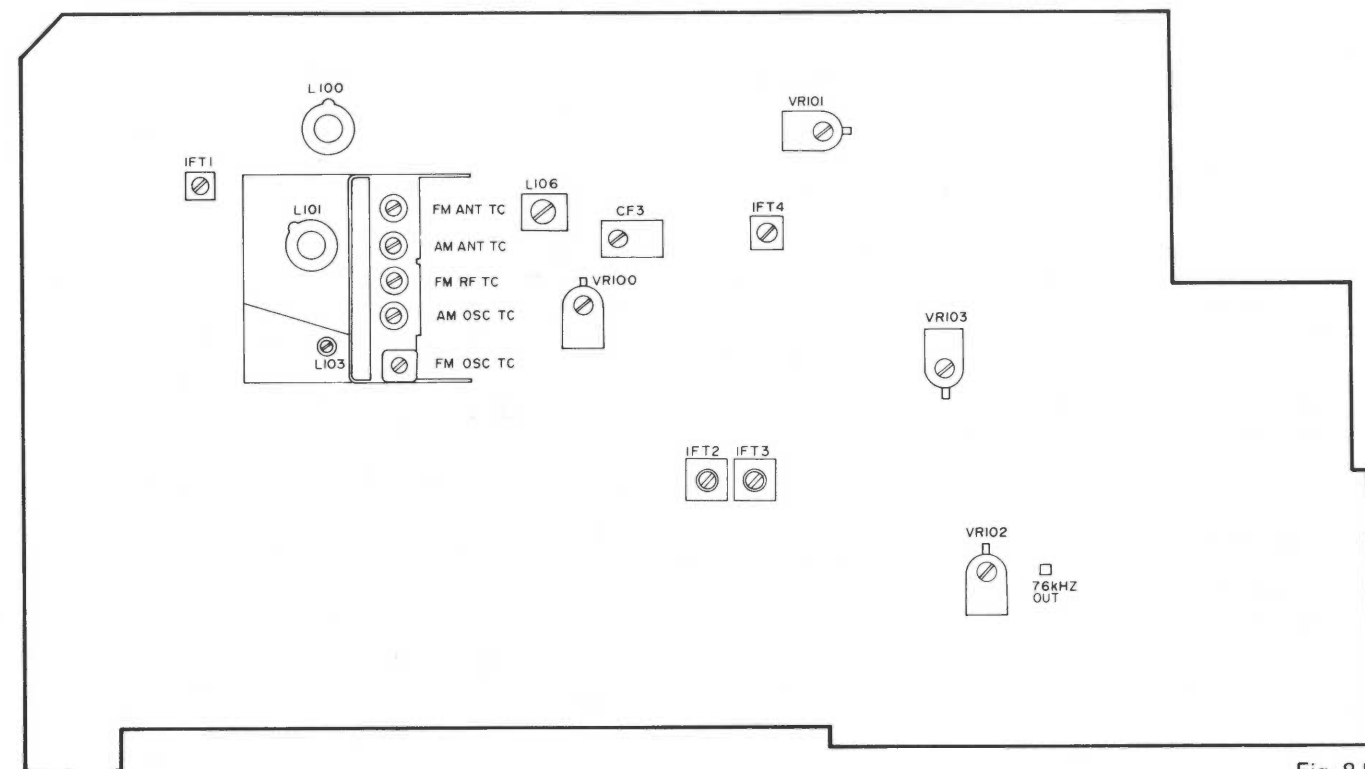 L100
VR101
IFT1
L106
L101
FM ANT TC
CF3
IFT4
AM ANT TC
FM RF TC
VR100
AM OSC TC
VR103
L103
FM OSC TC
IFT2
IFT3
VR102
76kHZ
OUT